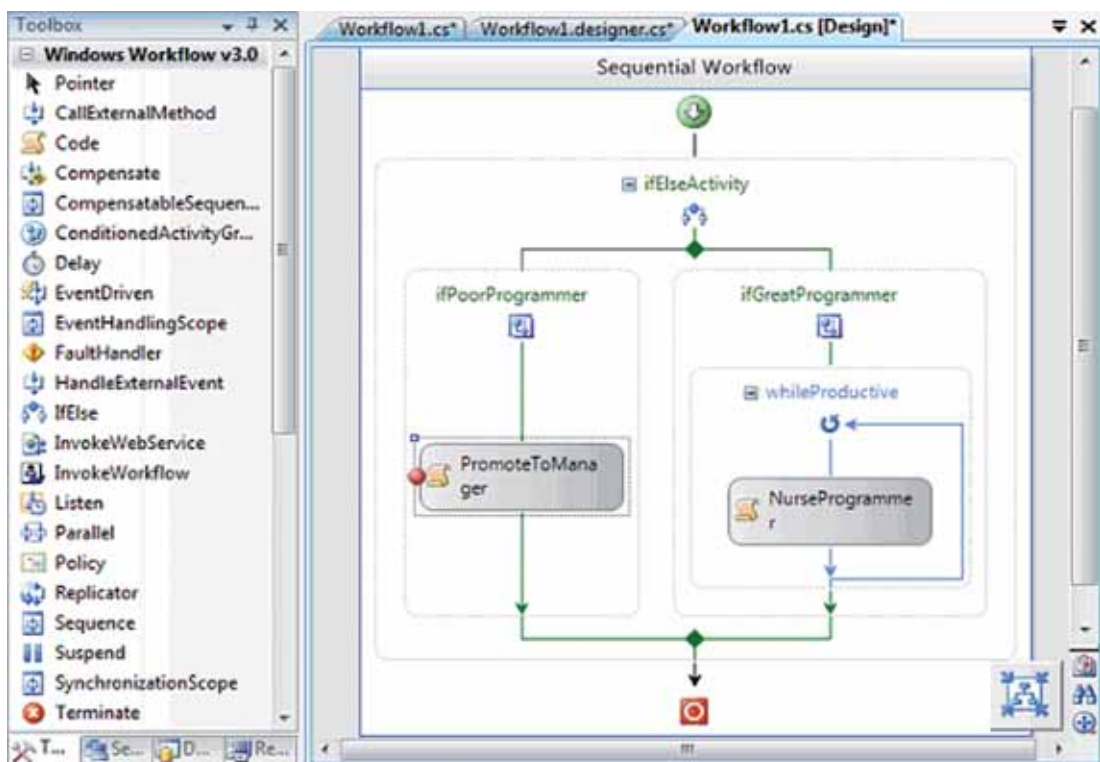 Toolbox
Windows Workflow v3.0
Pointer
CallExternalMethod
Code
Compensate
CompensatableSequen...
ConditionedActivityGr...
Delay
EventDriven
EventHandlingScope
FaultHandler
HandleExternalEvent
IfElse
InvokeWebService
InvokeWorkflow
Listen
Parallel
Policy
Replicator
Sequence
Suspend
SynchronizationScope
Terminate
T... Se... D... Re...
Workflow1.cs* Workflow1.designer.cs* Workflow1.cs [Design]*
Sequential Workflow
ifElseActivity
ifPoorProgrammer
PromoteToMana
ger
ifGreatProgrammer
whileProductive
NurseProgramme
r